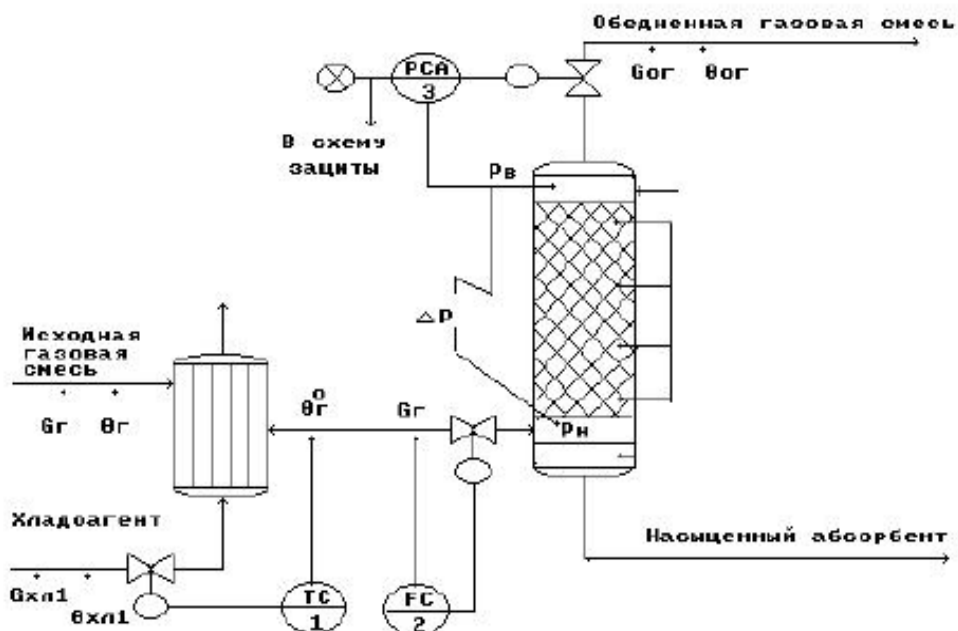 Обедненная газовая смесь
Gог θог
PCA
3
В схему
защиты
Pв
ΔP
Исходная
газовая
смесь
Gг θг
θг⁰ Gг
Pн
Хладоагент
Насыщенный абсорбент
Gхл1
θхл1
TC
1
FC
2